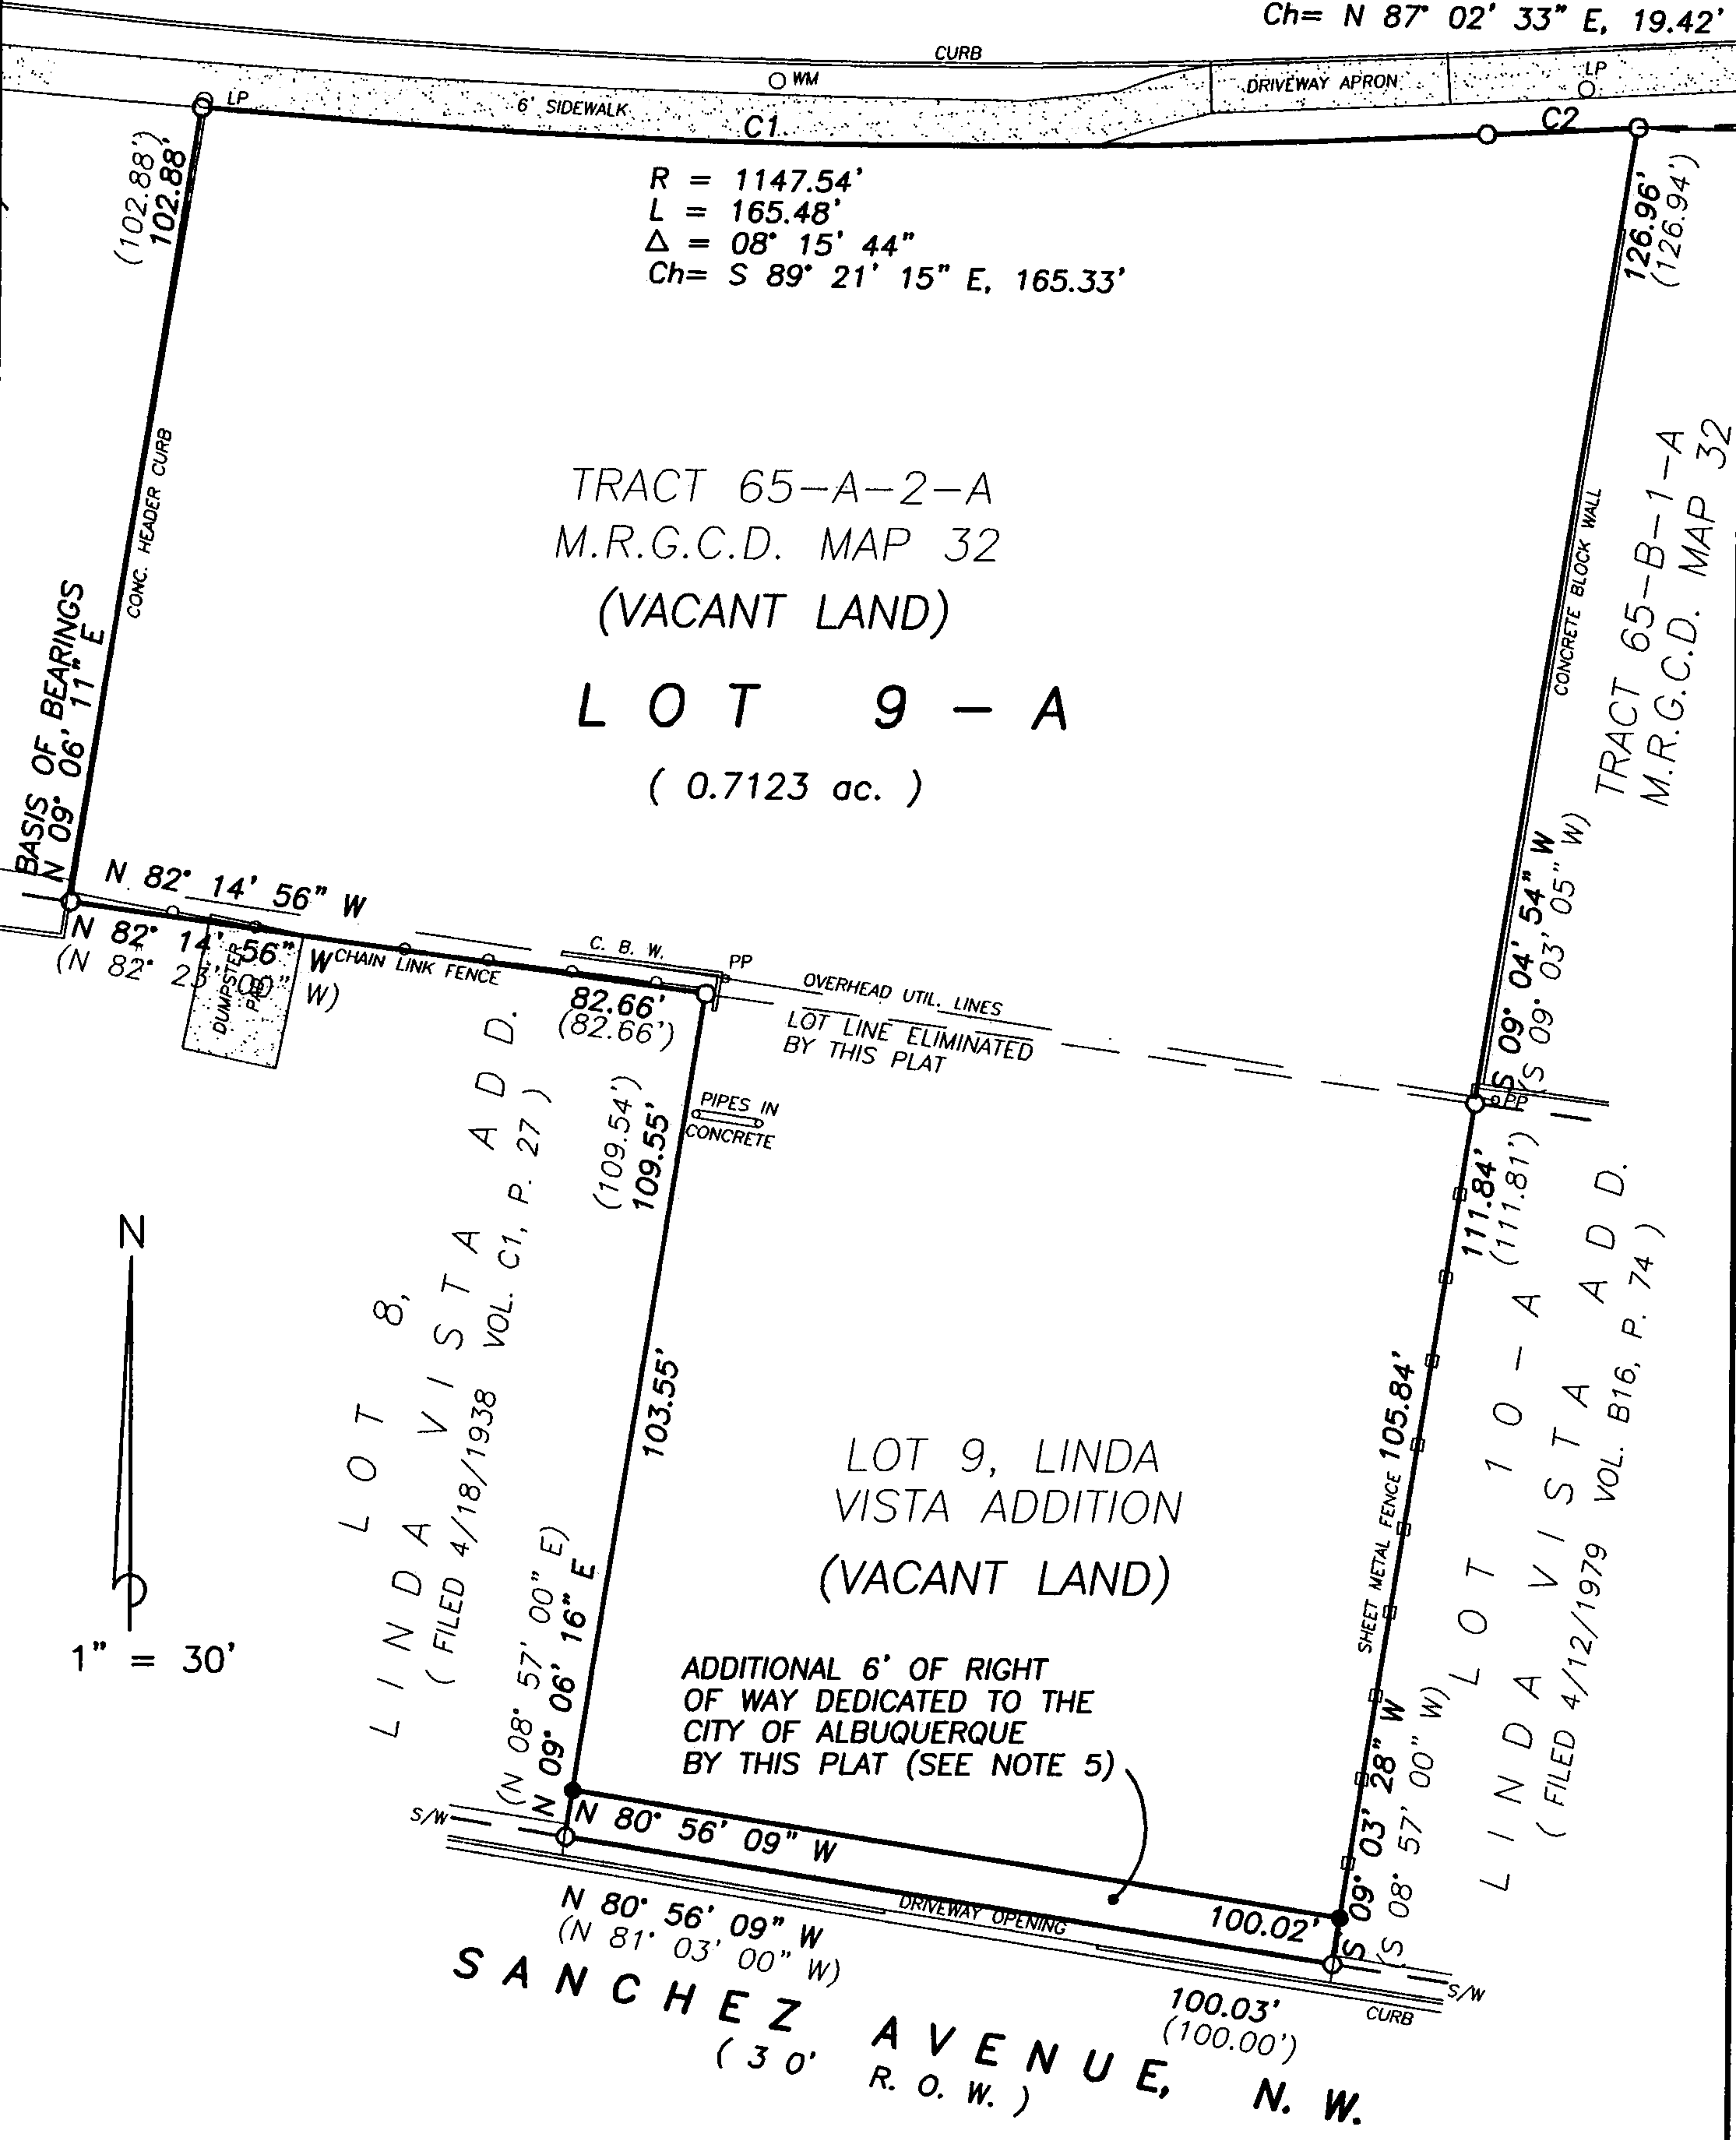 Ch= N 87° 02' 33" E, 19.42'
CURB
WM
LP
DRIVEWAY APRON
LP
6' SIDEWALK
C1
C2
(102.88')
102.88'
R = 1147.54'
L = 165.48'
Δ = 08° 15' 44"
Ch= S 89° 21' 15" E, 165.33'
126.96'
(126.94')
CONC. HEADER CURB
BASIS OF BEARINGS
N 09° 06' 11" E
TRACT 65-A-2-A
M.R.G.C.D. MAP 32
(VACANT LAND)
LOT 9-A
( 0.7123 ac. )
CONCRETE BLOCK WALL
TRACT 65-B-1-A
M.R.G.C.D. MAP 32
S 09° 04' 54" W
(S 09° 03' 05" W)
N 82° 14' 56" W
N 82° 14' 56" W
(N 82° 23' 00" W)
DUMPSTER
PAD
CHAIN LINK FENCE
C. B. W.
PP
82.66'
(82.66')
OVERHEAD UTIL. LINES
LOT LINE ELIMINATED
BY THIS PLAT
PP
(109.54')
109.55'
PIPES IN
CONCRETE
111.84'
(111.81')
LOT 8,
LINDA VISTA ADD.
( FILED 4/18/1938 VOL. C1, P. 27 )
N
1" = 30'
103.55'
105.84'
SHEET METAL FENCE
LOT 10-A
LINDA VISTA ADD.
( FILED 4/12/1979 VOL. B16, P. 74 )
LOT 9, LINDA
VISTA ADDITION
(VACANT LAND)
(N 08° 57' 00" E)
N 09° 06' 16" E
ADDITIONAL 6' OF RIGHT
OF WAY DEDICATED TO THE
CITY OF ALBUQUERQUE
BY THIS PLAT (SEE NOTE 5)
S 09° 03' 28" W
(S 08° 57' 00" W)
S/W
N 80° 56' 09" W
100.02'
DRIVEWAY OPENING
N 80° 56' 09" W
(N 81° 03' 00" W)
100.03'
(100.00')
S/W
CURB
SANCHEZ AVENUE, N. W.
( 30' R. O. W. )